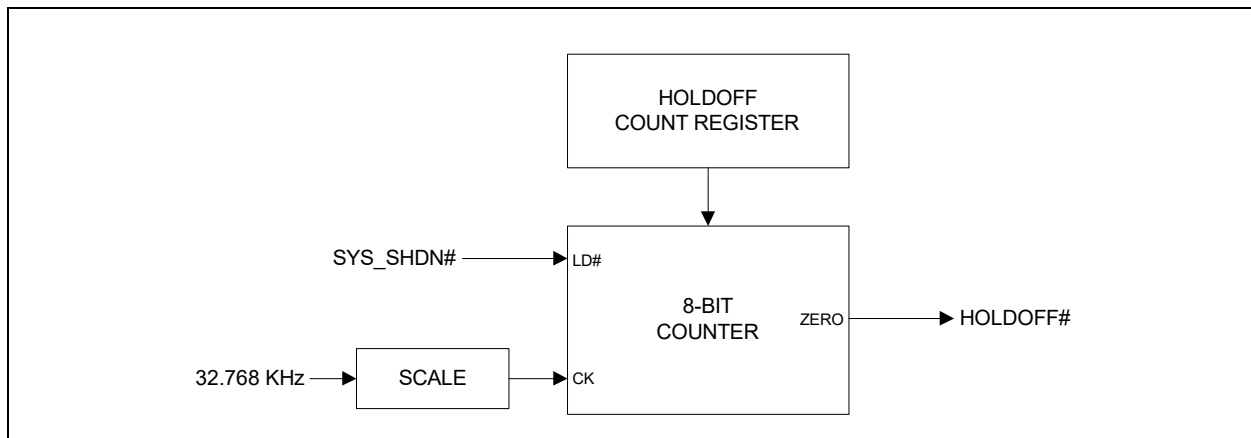 HOLDOFF
COUNT REGISTER
SYS_SHDN#
LD#
8-BIT
COUNTER
ZERO
HOLDOFF#
32.768 KHz
SCALE
CK